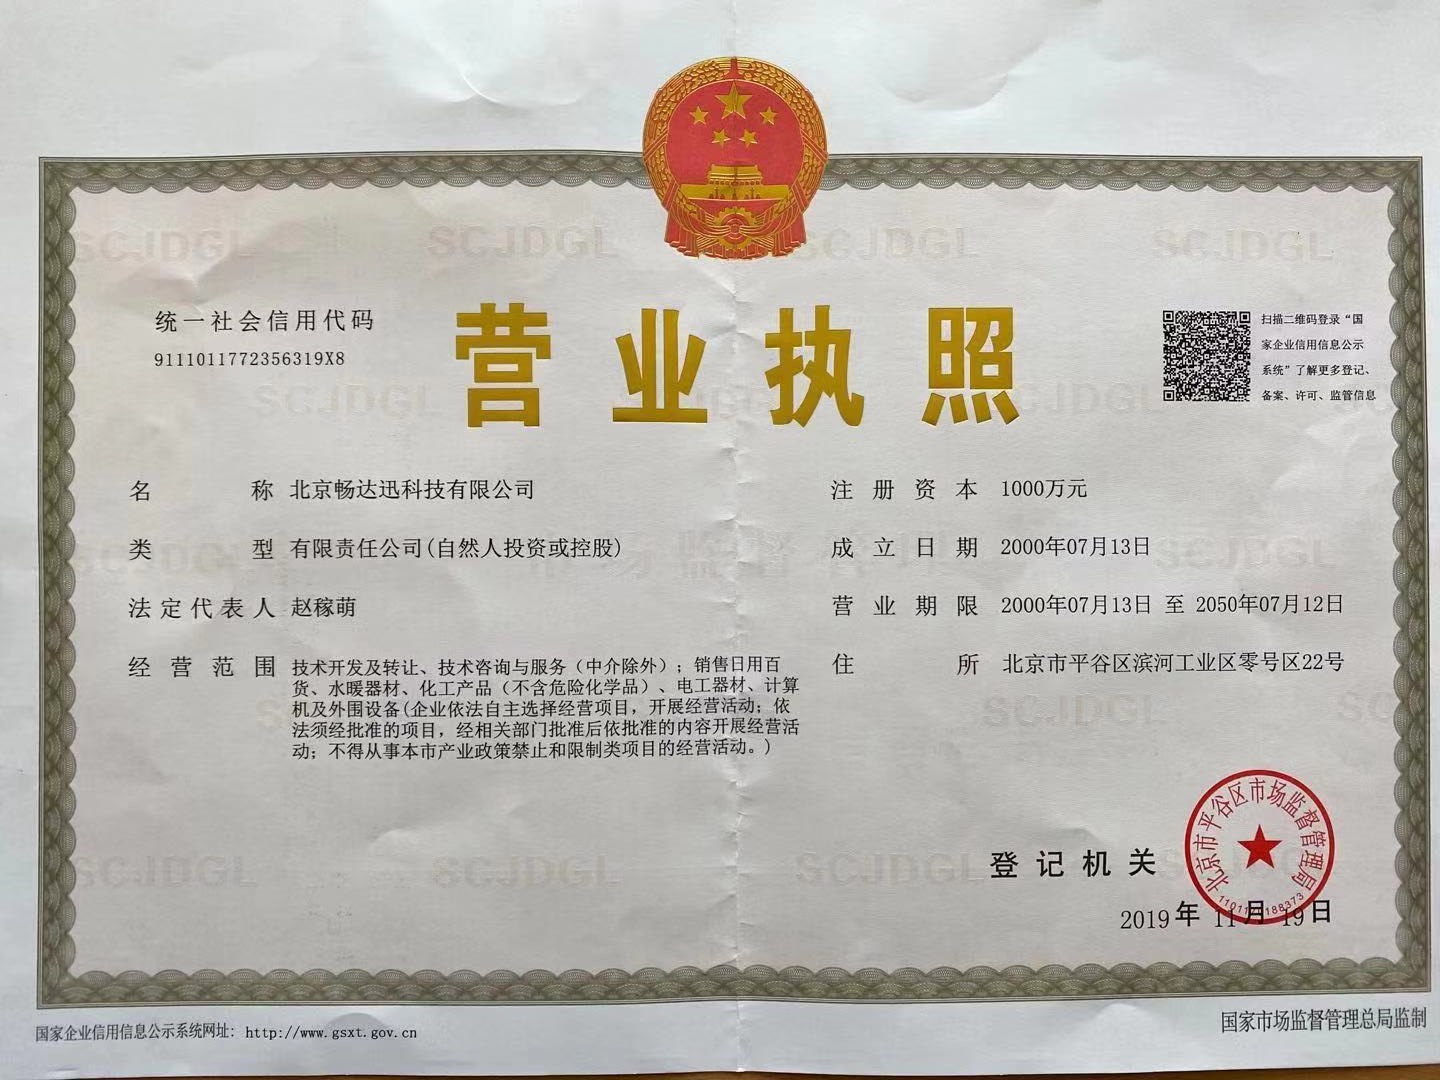 统一社会信用代码
9111011772356319X8
营业执照
扫描二维码登录“国
家企业信用信息公示
系统”了解更多登记、
备案、许可、监管信息
名称 北京畅达迅科技有限公司
类型 有限责任公司(自然人投资或控股)
法定代表人 赵稼萌
经营范围 技术开发及转让、技术咨询与服务（中介除外）；销售日用百
货、水暖器材、化工产品（不含危险化学品）、电工器材、计算
机及外围设备(企业依法自主选择经营项目，开展经营活动；依
法须经批准的项目，经相关部门批准后依批准的内容开展经营活
动；不得从事本市产业政策禁止和限制类项目的经营活动。)
注册资本 1000万元
成立日期 2000年07月13日
营业期限 2000年07月13日 至 2050年07月12日
住所 北京市平谷区滨河工业区零号区22号
登记机关
北京市平谷区市场监督管理局
2019年 11月 19日
国家企业信用信息公示系统网址：http://www.gsxt.gov.cn
国家市场监督管理总局监制
SCJDGL